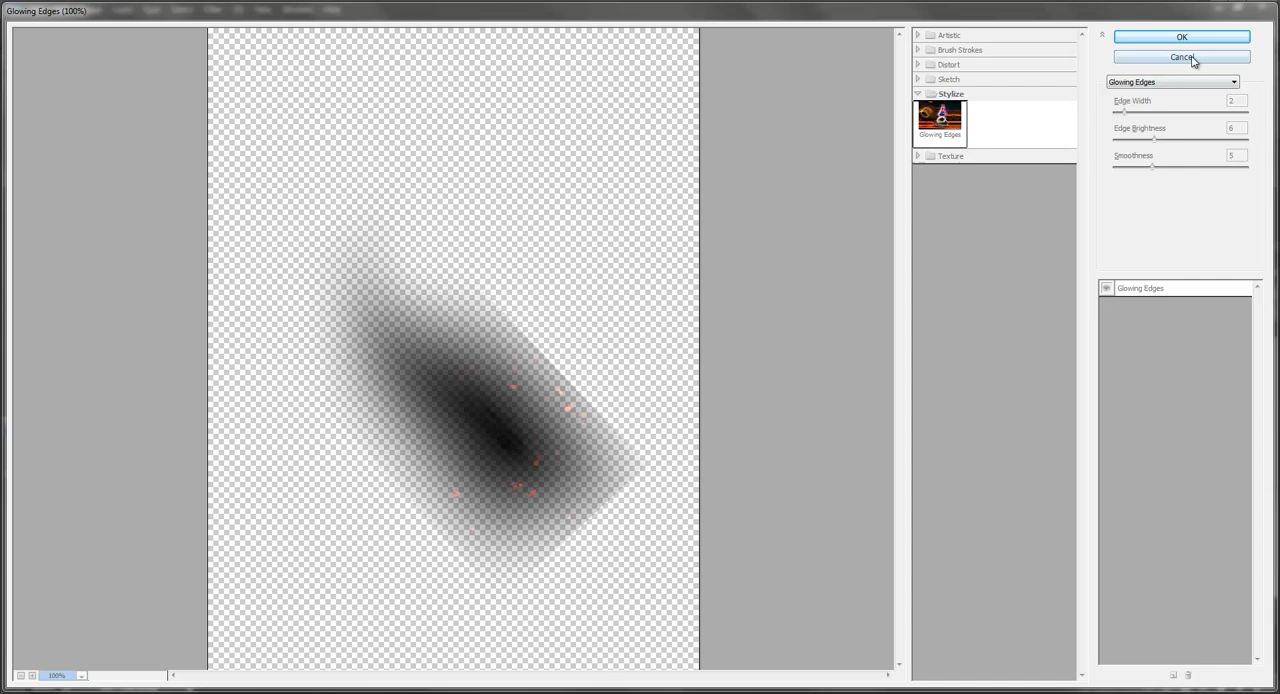 Glowing Edges (100%)
Artistic
Brush Strokes
Distort
Sketch
Stylize
Glowing Edges
Texture
OK
Cancel
Glowing Edges
Edge Width 2
Edge Brightness 6
Smoothness 5
Glowing Edges
100%